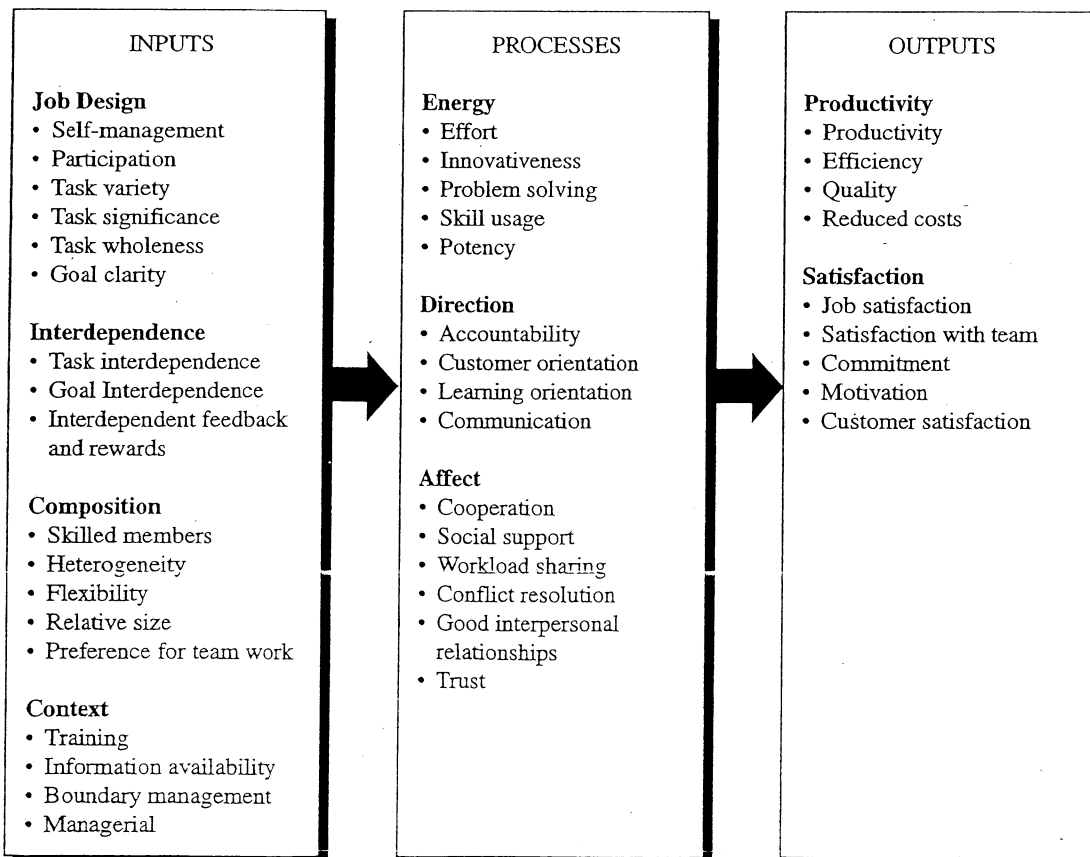 INPUTS
Job Design
• Self-management
• Participation
• Task variety
• Task significance
• Task wholeness
• Goal clarity
Interdependence
• Task interdependence
• Goal Interdependence
• Interdependent feedback
and rewards
Composition
• Skilled members
• Heterogeneity
• Flexibility
• Relative size
• Preference for team work
Context
• Training
• Information availability
• Boundary management
• Managerial
PROCESSES
Energy
• Effort
• Innovativeness
• Problem solving
• Skill usage
• Potency
Direction
• Accountability
• Customer orientation
• Learning orientation
• Communication
Affect
• Cooperation
• Social support
• Workload sharing
• Conflict resolution
• Good interpersonal
relationships
• Trust
OUTPUTS
Productivity
• Productivity
• Efficiency
• Quality
• Reduced costs
Satisfaction
• Job satisfaction
• Satisfaction with team
• Commitment
• Motivation
• Customer satisfaction